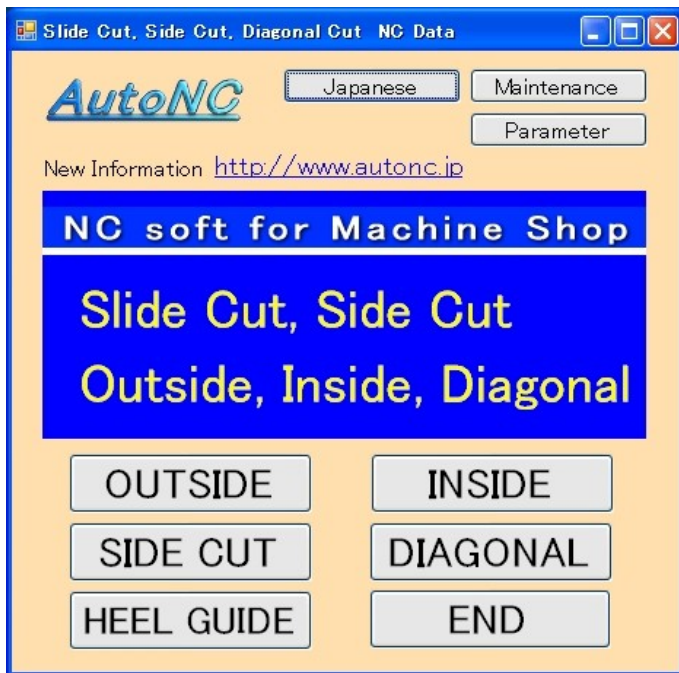 Slide Cut, Side Cut, Diagonal Cut NC Data
AutoNC
Japanese
Maintenance
Parameter
New Information http://www.autonc.jp
NC soft for Machine Shop
Slide Cut, Side Cut
Outside, Inside, Diagonal
OUTSIDE
INSIDE
SIDE CUT
DIAGONAL
HEEL GUIDE
END